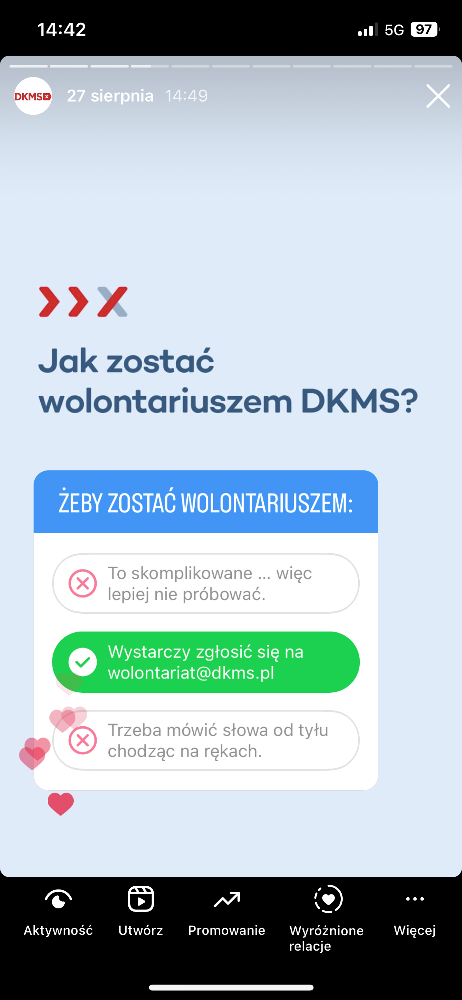 14:42
5G 97
DKMS
27 sierpnia 14:49
Jak zostać
wolontariuszem DKMS?
ŻEBY ZOSTAĆ WOLONTARIUSZEM:
To skomplikowane ... więc
lepiej nie próbować.
Wystarczy zgłosić się na
wolontariat@dkms.pl
Trzeba mówić słowa od tyłu
chodząc na rękach.
Aktywność
Utwórz
Promowanie
Wyróżnione
relacje
Więcej